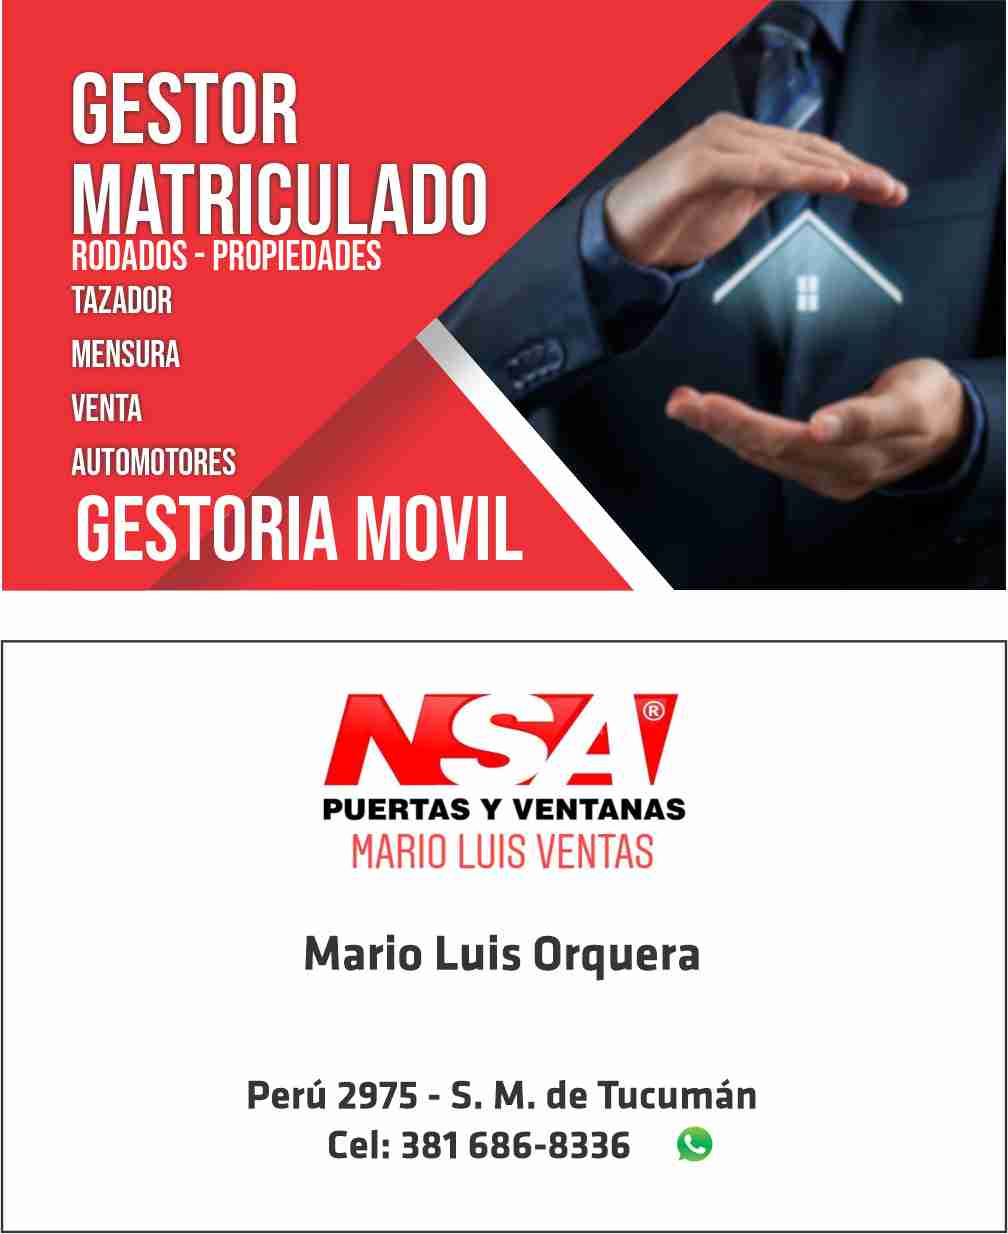 GESTOR
MATRICULADO
RODADOS - PROPIEDADES
TAZADOR
MENSURA
VENTA
AUTOMOTORES
GESTORIA MOVIL
NSA®
PUERTAS Y VENTANAS
MARIO LUIS VENTAS
Mario Luis Orquera
Perú 2975 - S. M. de Tucumán
Cel: 381 686-8336